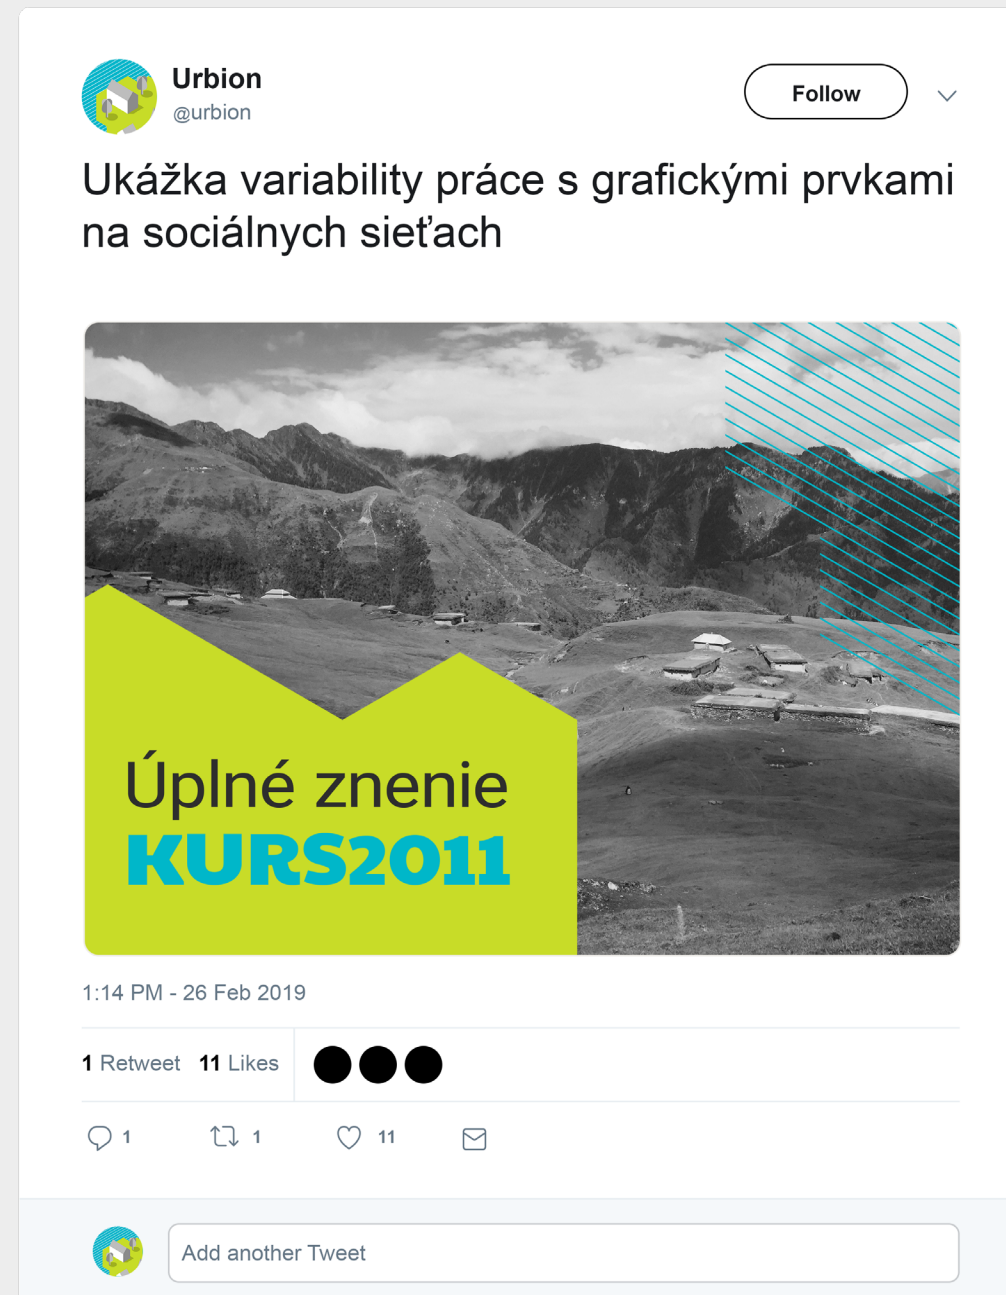 Urbion
@urbion
Follow
Ukážka variability práce s grafickými prvkami
na sociálnych sieťach
Úplné znenie
KURS2011
1:14 PM - 26 Feb 2019
1 Retweet 11 Likes
1 1 11
Add another Tweet